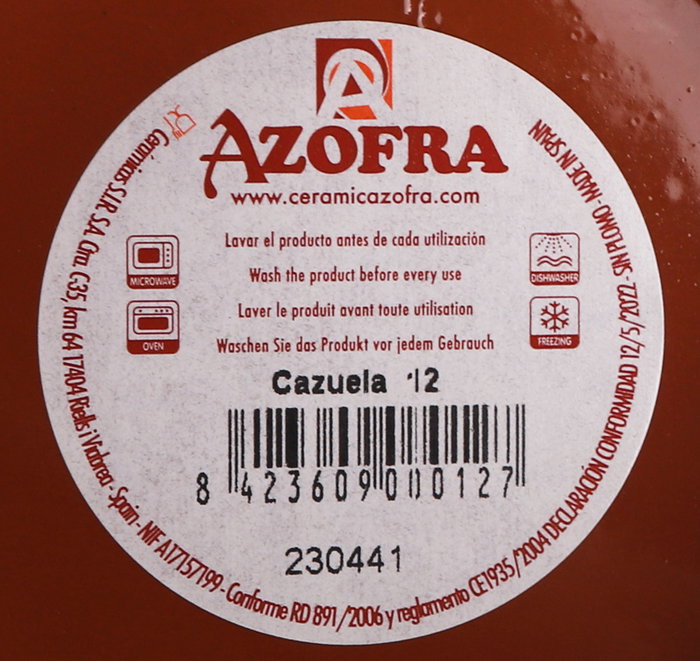 AZOFRA
www.ceramicazofra.com
Lavar el producto antes de cada utilización
Wash the product before every use
Laver le produit avant toute utilisation
Waschen Sie das Produkt vor jedem Gebrauch
MICROWAVE
OVEN
DISHWASHER
FREEZING
Cazuela 12
8 423609 000127
230441
Cerámicas S.J.R. S.A. Ctra. C-35, km 64 17404 Riells i Viabrea - Spain - NIF A17157199 - Conforme RD 891/2006 y reglamento CE1935/2004 DECLARACIÓN CONFORMIDAD 12/5/2022 - SIN PLOMO - MADE IN SPAIN